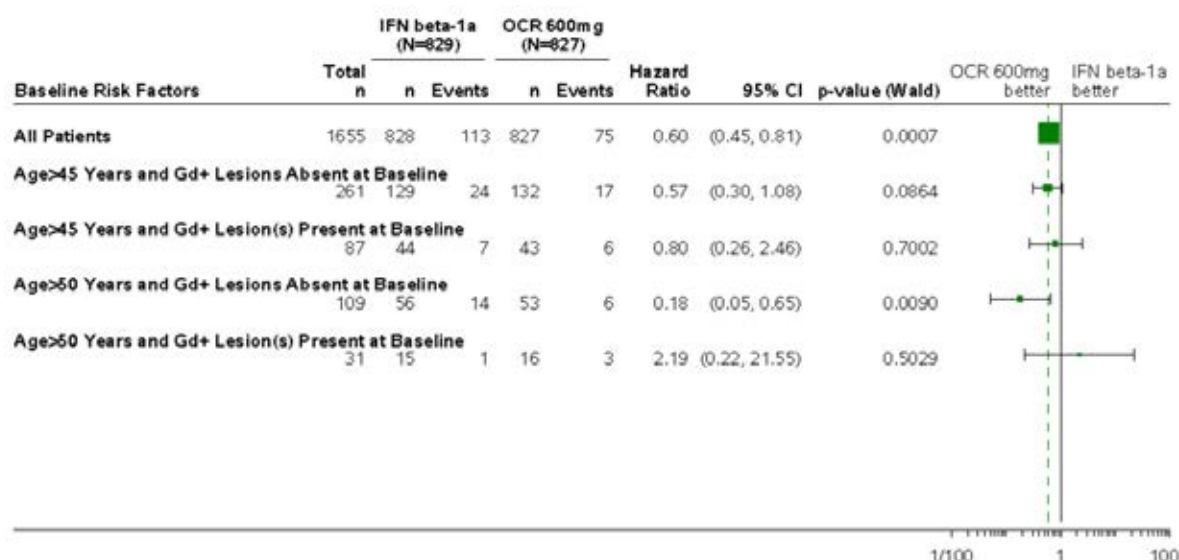 IFN beta-1a OCR 600mg
(N=829) (N=827)
Total Hazard OCR 600mg IFN beta-1a
Baseline Risk Factors n n Events n Events Ratio 95% CI p-value (Wald) better better
All Patients 1655 828 113 827 75 0.60 (0.45, 0.81) 0.0007
Age>45 Years and Gd+ Lesions Absent at Baseline
261 129 24 132 17 0.57 (0.30, 1.08) 0.0864
Age>45 Years and Gd+ Lesion(s) Present at Baseline
87 44 7 43 6 0.80 (0.26, 2.46) 0.7002
Age>50 Years and Gd+ Lesions Absent at Baseline
109 56 14 53 6 0.18 (0.05, 0.65) 0.0090
Age>50 Years and Gd+ Lesion(s) Present at Baseline
31 15 1 16 3 2.19 (0.22, 21.55) 0.5029
1/100 1 100